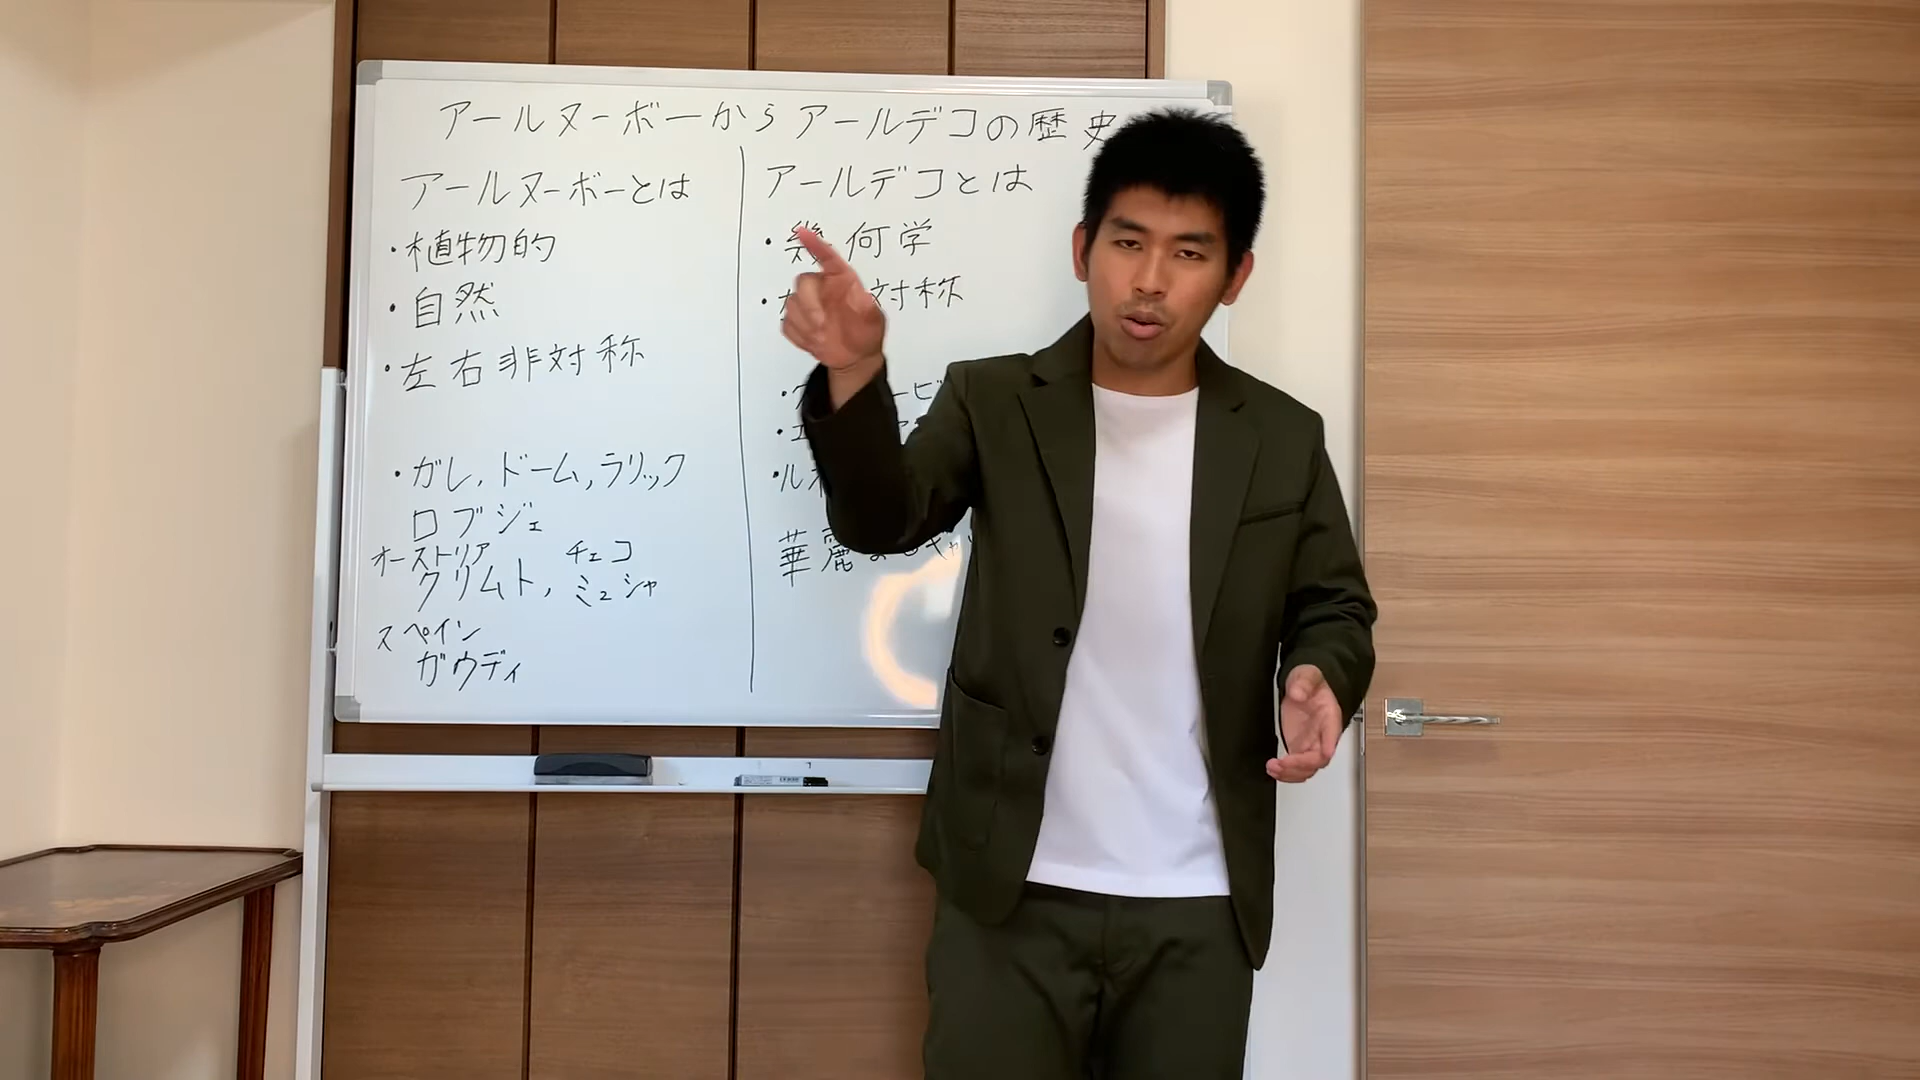 アールヌーボーからアールデコの歴史
アールヌーボーとは
・植物的
・自然
・左右非対称
・ガレ,ドーム,ラリック
ロブジェ
オーストリア チェコ
クリムト, ミュシャ
スペイン
ガウディ
アールデコとは
・幾何学
対称
・ル
華麗